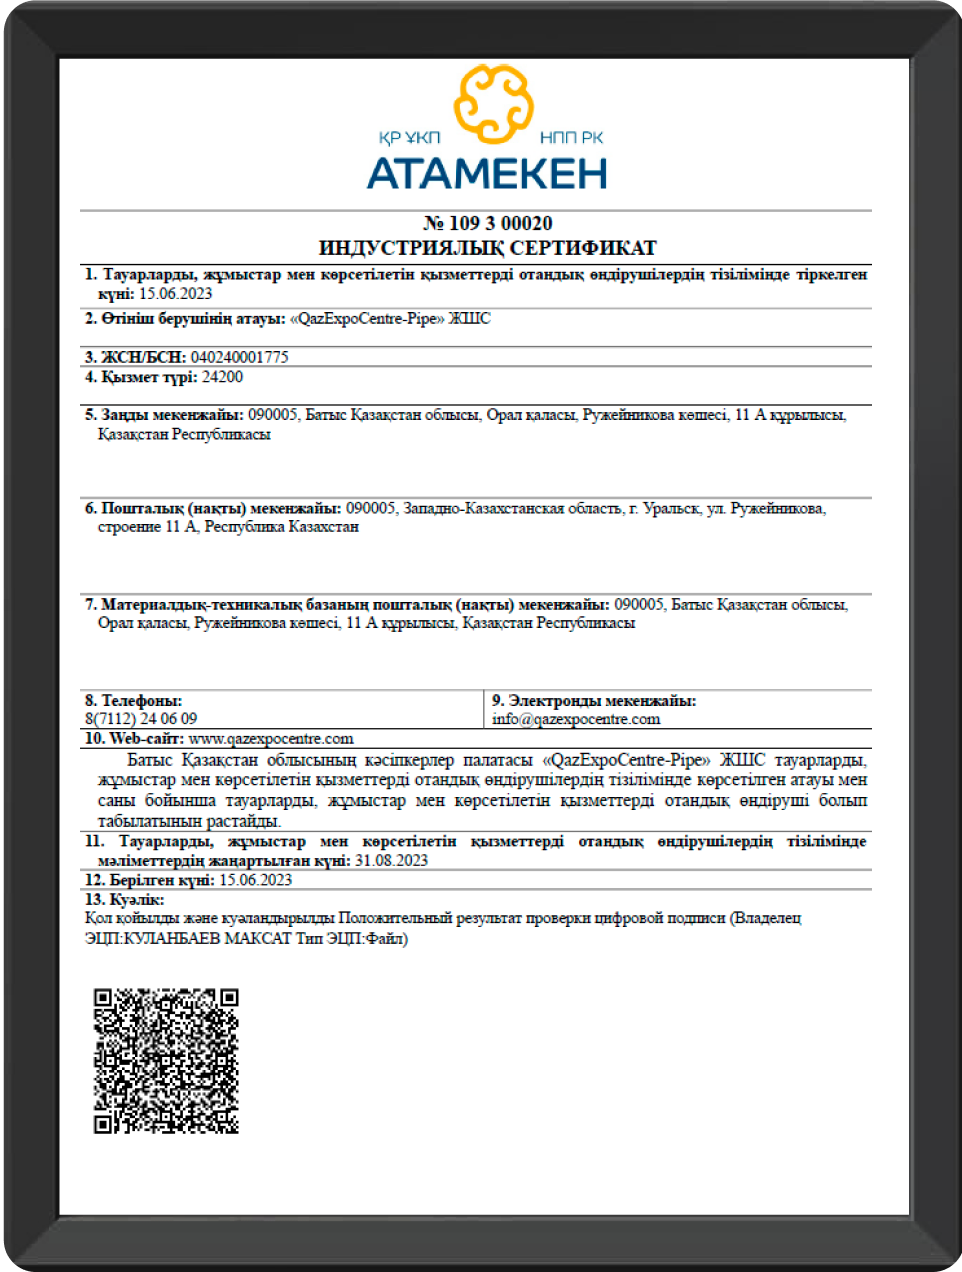 ҚР ҰКП НПП РК
АТАМЕКЕН
№ 109 3 00020
ИНДУСТРИЯЛЫҚ СЕРТИФИКАТ
1. Тауарларды, жұмыстар мен көрсетілетін қызметтерді отандық өндірушілердің тізілімінде тіркелген
күні: 15.06.2023
2. Өтініш берушінің атауы: «QazExpoCentre-Pipe» ЖШС
3. ЖСН/БСН: 040240001775
4. Қызмет түрі: 24200
5. Заңды мекенжайы: 090005, Батыс Қазақстан облысы, Орал қаласы, Ружейникова көшесі, 11 А құрылысы,
Қазақстан Республикасы
6. Пошталық (нақты) мекенжайы: 090005, Западно-Казахстанская область, г. Уральск, ул. Ружейникова,
строение 11 А, Республика Казахстан
7. Материалдық-техникалық базаның пошталық (нақты) мекенжайы: 090005, Батыс Қазақстан облысы,
Орал қаласы, Ружейникова көшесі, 11 А құрылысы, Қазақстан Республикасы
8. Телефоны:
8(7112) 24 06 09
9. Электронды мекенжайы:
info@qazexpocentre.com
10. Web-сайт: www.qazexpocentre.com
Батыс Қазақстан облысының кәсіпкерлер палатасы «QazExpoCentre-Pipe» ЖШС тауарларды,
жұмыстар мен көрсетілетін қызметтерді отандық өндірушілердің тізілімінде көрсетілген атауы мен
саны бойынша тауарларды, жұмыстар мен көрсетілетін қызметтерді отандық өндіруші болып
табылатынын растайды.
11. Тауарларды, жұмыстар мен көрсетілетін қызметтерді отандық өндірушілердің тізілімінде
мәліметтердің жаңартылған күні: 31.08.2023
12. Берілген күні: 15.06.2023
13. Куәлік:
Қол қойылды және куәландырылды Положительный результат проверки цифровой подписи (Владелец
ЭЦП:КУЛАНБАЕВ МАКСАТ Тип ЭЦП:Файл)